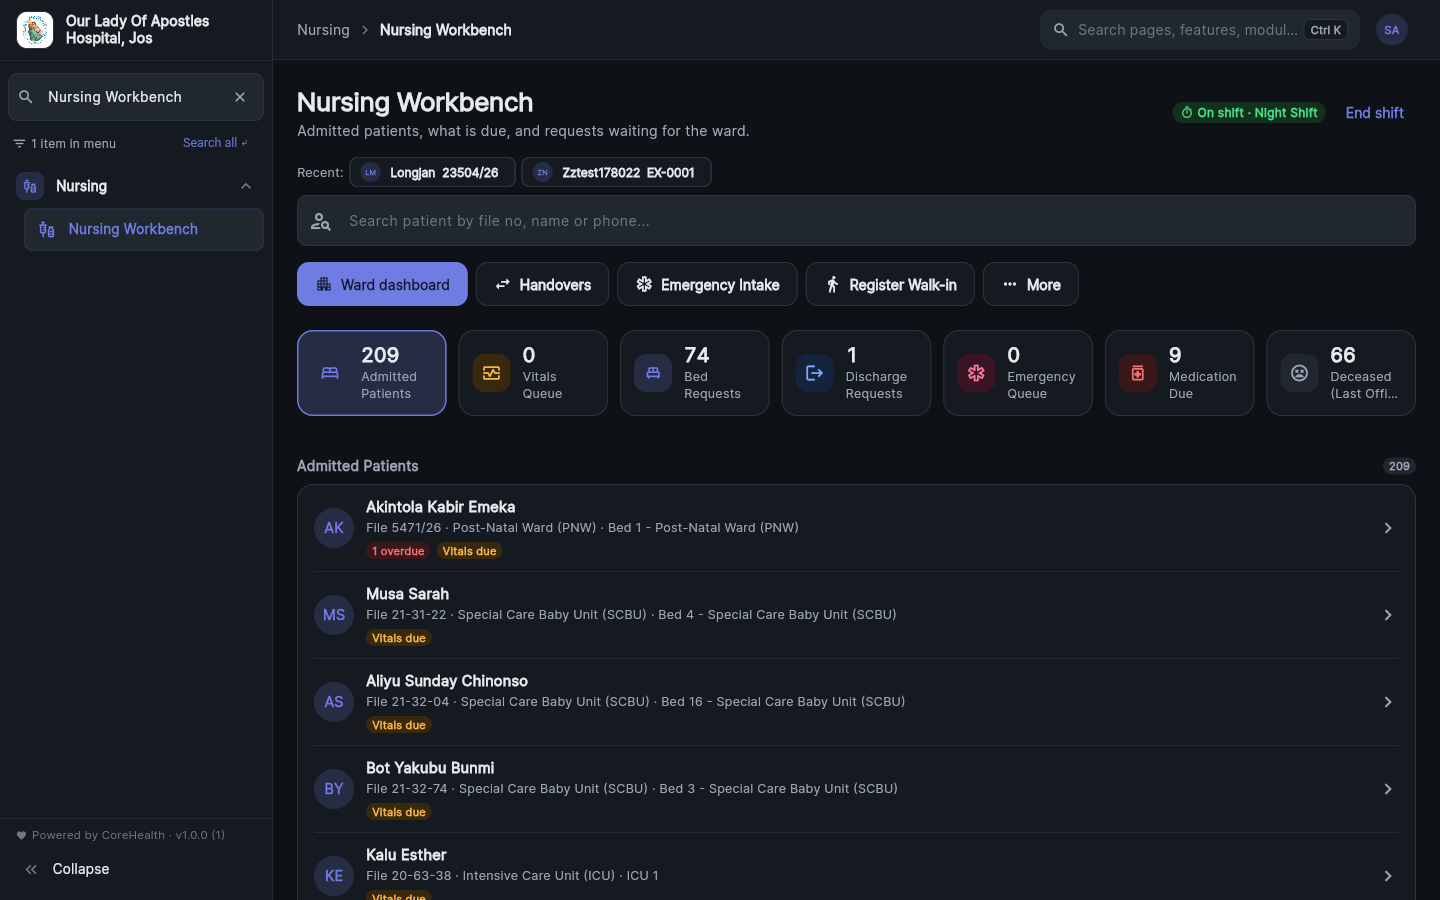 Our Lady Of Apostles
Hospital, Jos
Nursing
Nursing Workbench
Search pages, features, modul...
Ctrl K
SA
Nursing Workbench
1 item in menu
Search all
Nursing
Nursing Workbench
Powered by CoreHealth · v1.0.0 (1)
Collapse
Nursing Workbench
Admitted patients, what is due, and requests waiting for the ward.
On shift · Night Shift
End shift
Recent:
LM Longjan 23504/26
ZN Zztest178022 EX-0001
Search patient by file no, name or phone...
Ward dashboard
Handovers
Emergency Intake
Register Walk-in
More
209
Admitted
Patients
0
Vitals
Queue
74
Bed
Requests
1
Discharge
Requests
0
Emergency
Queue
9
Medication
Due
66
Deceased
(Last Offi...
Admitted Patients
209
AK
Akintola Kabir Emeka
File 5471/26 · Post-Natal Ward (PNW) · Bed 1 - Post-Natal Ward (PNW)
1 overdue
Vitals due
MS
Musa Sarah
File 21-31-22 · Special Care Baby Unit (SCBU) · Bed 4 - Special Care Baby Unit (SCBU)
Vitals due
AS
Aliyu Sunday Chinonso
File 21-32-04 · Special Care Baby Unit (SCBU) · Bed 16 - Special Care Baby Unit (SCBU)
Vitals due
BY
Bot Yakubu Bunmi
File 21-32-74 · Special Care Baby Unit (SCBU) · Bed 3 - Special Care Baby Unit (SCBU)
Vitals due
KE
Kalu Esther
File 20-63-38 · Intensive Care Unit (ICU) · ICU 1
Vitals due